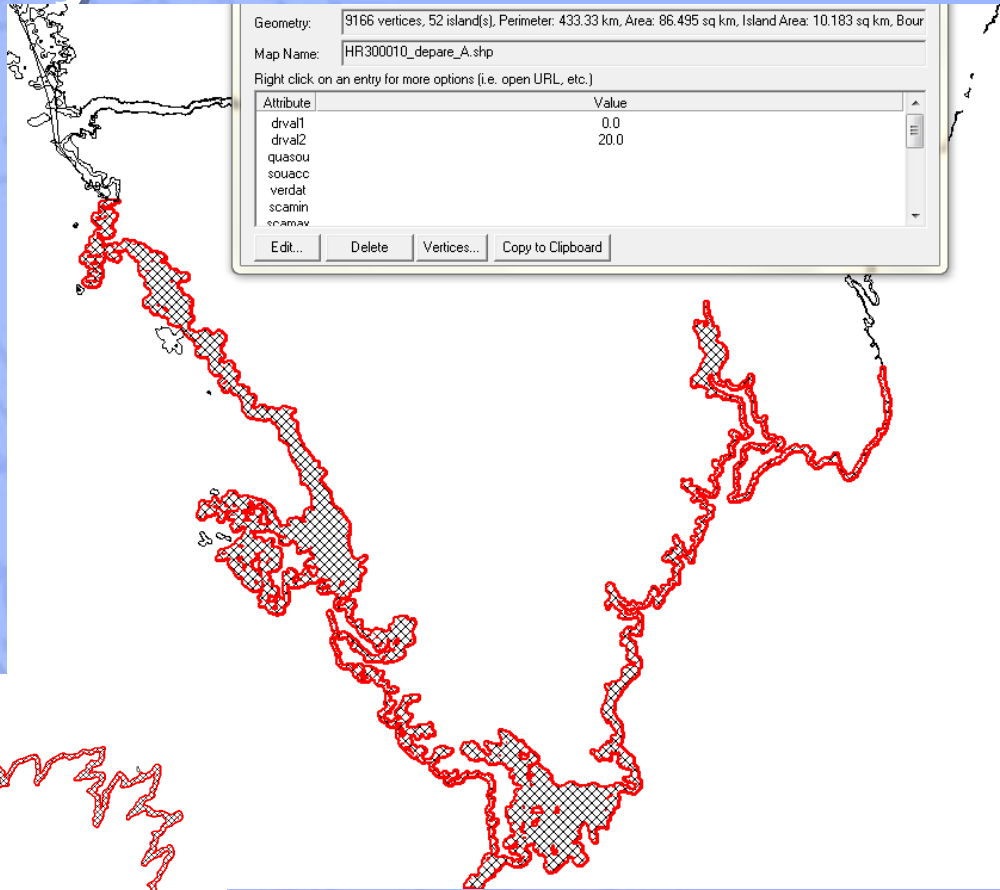 Geometry: 9166 vertices, 52 island(s), Perimeter: 433.33 km, Area: 86.495 sq km, Island Area: 10.183 sq km, Bour
Map Name: HR300010_depare_A.shp
Right click on an entry for more options (i.e. open URL, etc.)
Attribute Value
drval1 0.0
drval2 20.0
quasou
souacc
verdat
scamin
scamax
Edit... Delete Vertices... Copy to Clipboard